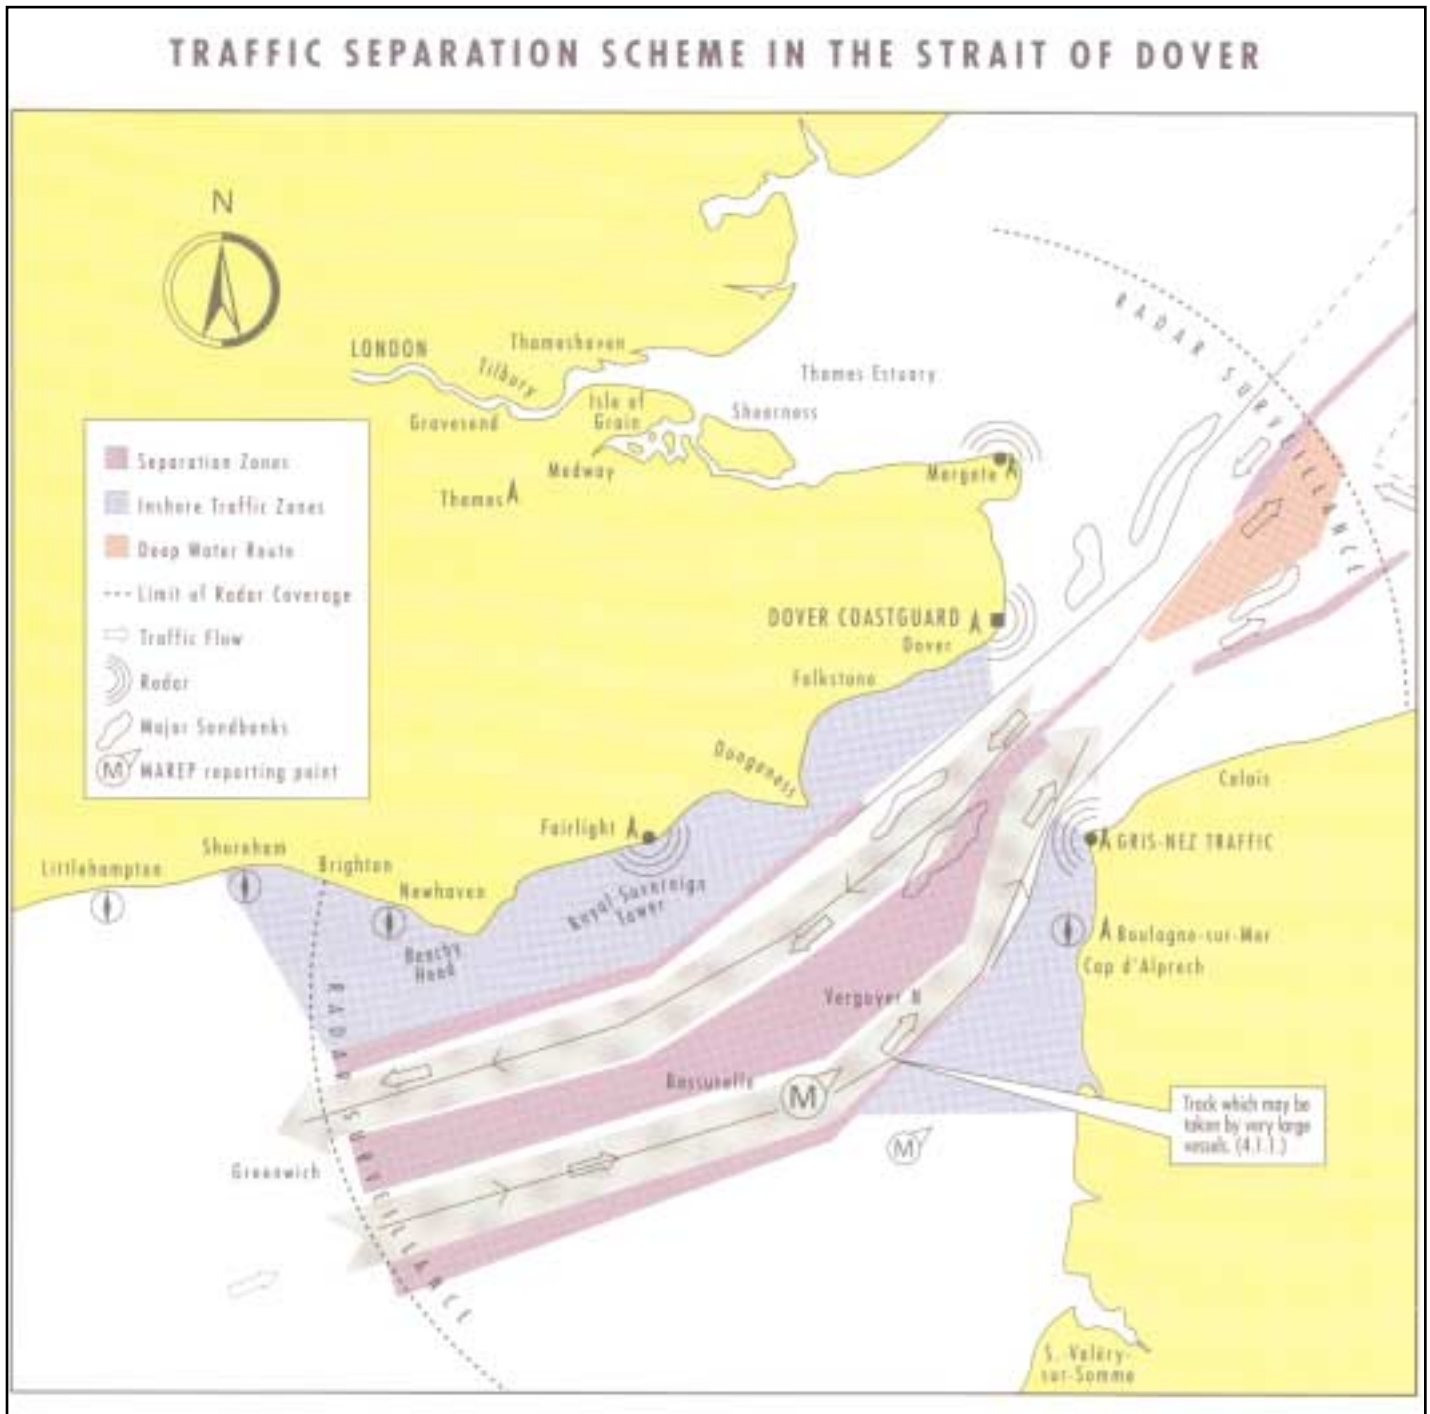 TRAFFIC SEPARATION SCHEME IN THE STRAIT OF DOVER
N
RADAR SURVEILLANCE
LONDON
Thameshaven
Tilbury
Thames Estuary
Isle of
Grain
Sheerness
Gravesend
Medway
Margate
Thames
Separation Zones
Inshore Traffic Zones
Deep Water Route
Limit of Radar Coverage
Traffic Flow
Radar
Major Sandbanks
M MAREP reporting point
DOVER COASTGUARD
Dover
Folkstone
Dungeness
Calais
Fairlight
GRIS-NEZ TRAFFIC
Shoreham
Littlehampton
Brighton
Newhaven
Royal Sovereign
Tower
Beachy
Head
Boulogne-sur-Mer
Cap d'Alprech
Vergoyer N
RADAR SURVEILLANCE
Bassurelle
M
Track which may be
taken by very large
vessels. (4.1.1.)
M
Greenwich
S. Valéry-
sur-Somme